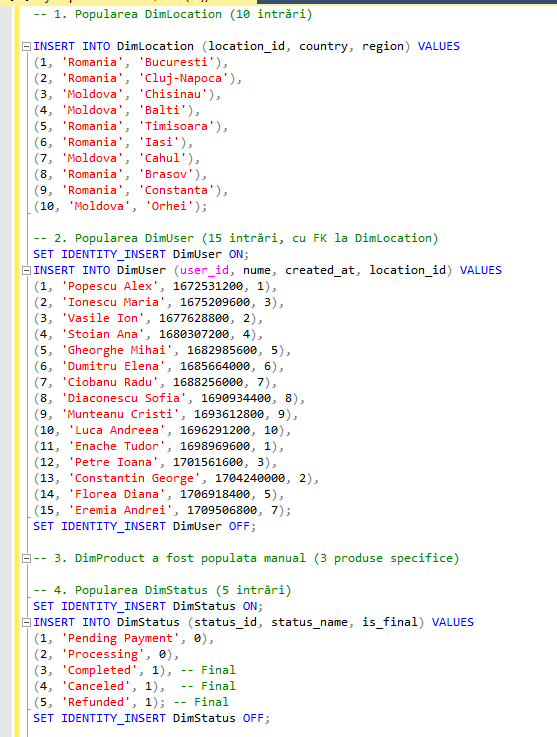 -- 1. Popularea DimLocation (10 intrări)
INSERT INTO DimLocation (location_id, country, region) VALUES
(1, 'Romania', 'Bucuresti'),
(2, 'Romania', 'Cluj-Napoca'),
(3, 'Moldova', 'Chisinau'),
(4, 'Moldova', 'Balti'),
(5, 'Romania', 'Timisoara'),
(6, 'Romania', 'Iasi'),
(7, 'Moldova', 'Cahul'),
(8, 'Romania', 'Brasov'),
(9, 'Romania', 'Constanta'),
(10, 'Moldova', 'Orhei');
-- 2. Popularea DimUser (15 intrări, cu FK la DimLocation)
SET IDENTITY_INSERT DimUser ON;
INSERT INTO DimUser (user_id, nume, created_at, location_id) VALUES
(1, 'Popescu Alex', 1672531200, 1),
(2, 'Ionescu Maria', 1675209600, 3),
(3, 'Vasile Ion', 1677628800, 2),
(4, 'Stoian Ana', 1680307200, 4),
(5, 'Gheorghe Mihai', 1682985600, 5),
(6, 'Dumitru Elena', 1685664000, 6),
(7, 'Ciobanu Radu', 1688256000, 7),
(8, 'Diaconescu Sofia', 1690934400, 8),
(9, 'Munteanu Cristi', 1693612800, 9),
(10, 'Luca Andreea', 1696291200, 10),
(11, 'Enache Tudor', 1698969600, 1),
(12, 'Petre Ioana', 1701561600, 3),
(13, 'Constantin George', 1704240000, 2),
(14, 'Florea Diana', 1706918400, 5),
(15, 'Eremia Andrei', 1709506800, 7);
SET IDENTITY_INSERT DimUser OFF;
-- 3. DimProduct a fost populata manual (3 produse specifice)
-- 4. Popularea DimStatus (5 intrări)
SET IDENTITY_INSERT DimStatus ON;
INSERT INTO DimStatus (status_id, status_name, is_final) VALUES
(1, 'Pending Payment', 0),
(2, 'Processing', 0),
(3, 'Completed', 1), -- Final
(4, 'Canceled', 1),  -- Final
(5, 'Refunded', 1); -- Final
SET IDENTITY_INSERT DimStatus OFF;